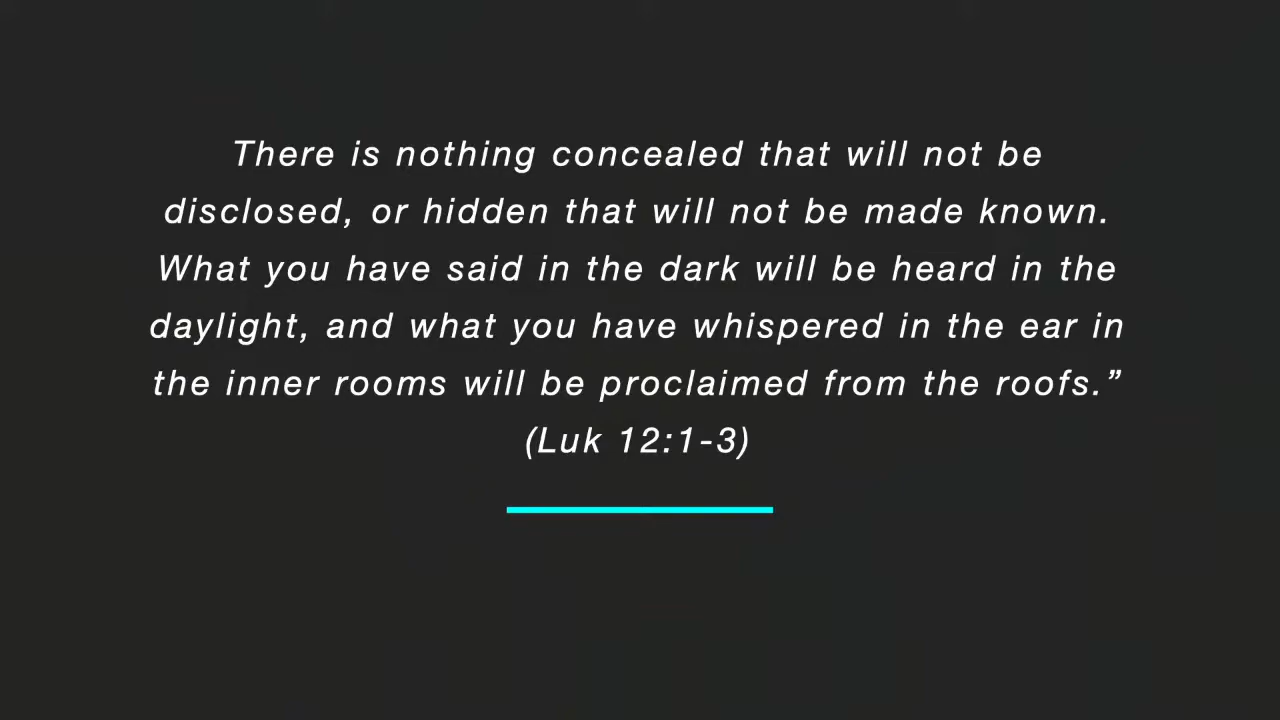 There is nothing concealed that will not be
disclosed, or hidden that will not be made known.
What you have said in the dark will be heard in the
daylight, and what you have whispered in the ear in
the inner rooms will be proclaimed from the roofs.”
(Luk 12:1-3)